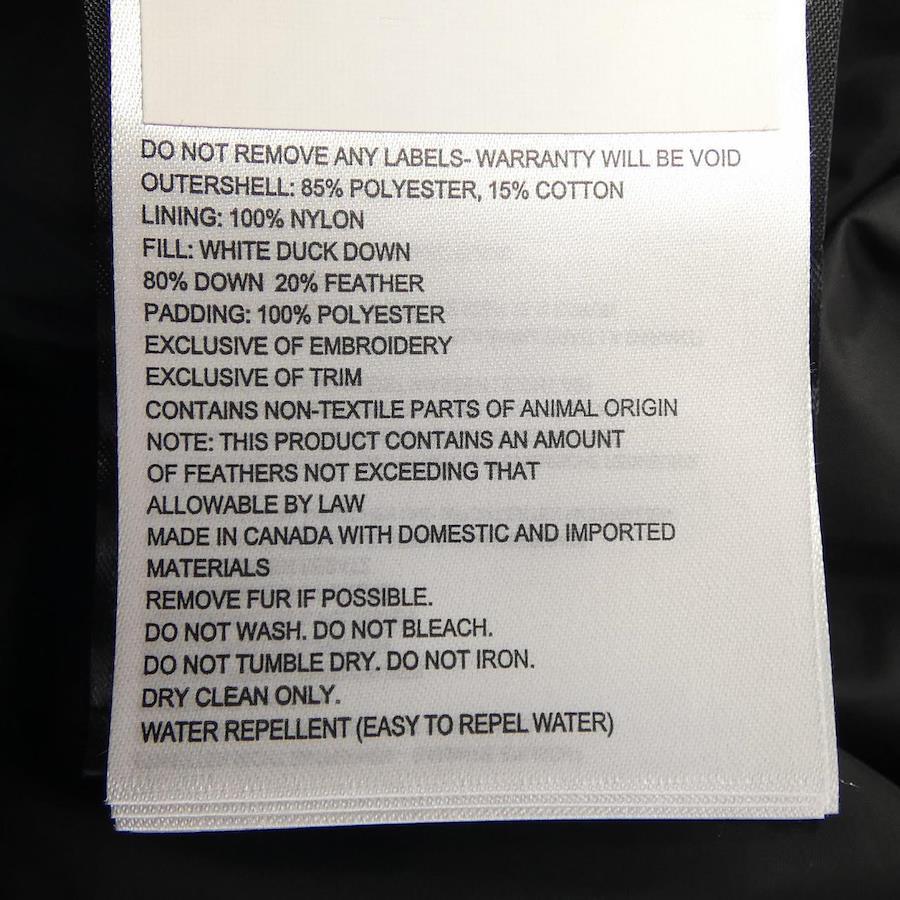 DO NOT REMOVE ANY LABELS- WARRANTY WILL BE VOID
OUTERSHELL: 85% POLYESTER, 15% COTTON
LINING: 100% NYLON
FILL: WHITE DUCK DOWN
80% DOWN  20% FEATHER
PADDING: 100% POLYESTER
EXCLUSIVE OF EMBROIDERY
EXCLUSIVE OF TRIM
CONTAINS NON-TEXTILE PARTS OF ANIMAL ORIGIN
NOTE: THIS PRODUCT CONTAINS AN AMOUNT
OF FEATHERS NOT EXCEEDING THAT
ALLOWABLE BY LAW
MADE IN CANADA WITH DOMESTIC AND IMPORTED
MATERIALS
REMOVE FUR IF POSSIBLE.
DO NOT WASH. DO NOT BLEACH.
DO NOT TUMBLE DRY. DO NOT IRON.
DRY CLEAN ONLY.
WATER REPELLENT (EASY TO REPEL WATER)